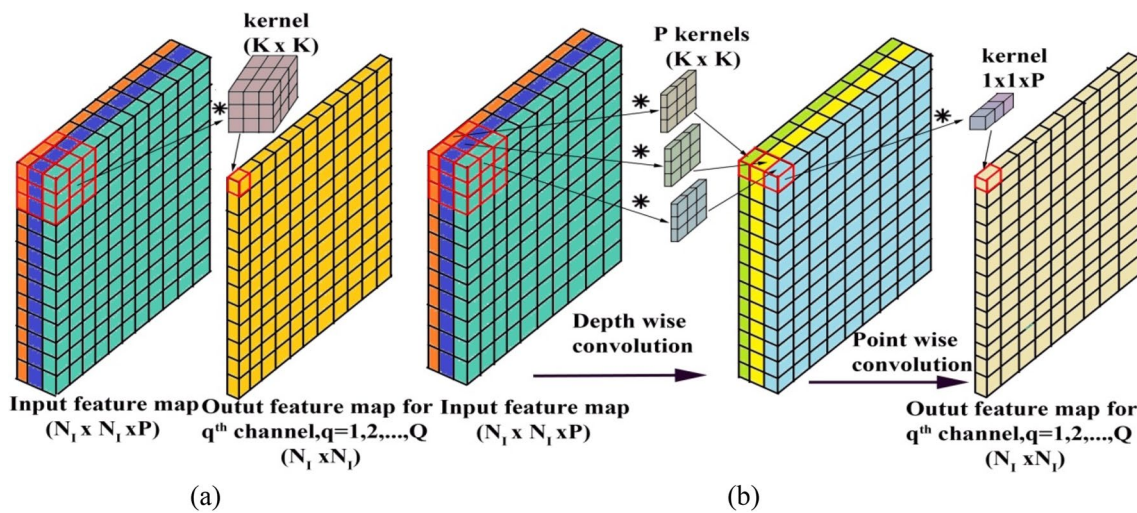 kernel
(K x K)
*
Input feature map
(N_I x N_I xP)
Outut feature map for
q^th channel,q=1,2,...,Q
(N_I xN_I)
(a)
P kernels
(K x K)
*
*
*
kernel
1x1xP
*
Depth wise
convolution
Point wise
convolution
Input feature map
(N_I x N_I xP)
Outut feature map for
q^th channel,q=1,2,...,Q
(N_I xN_I)
(b)